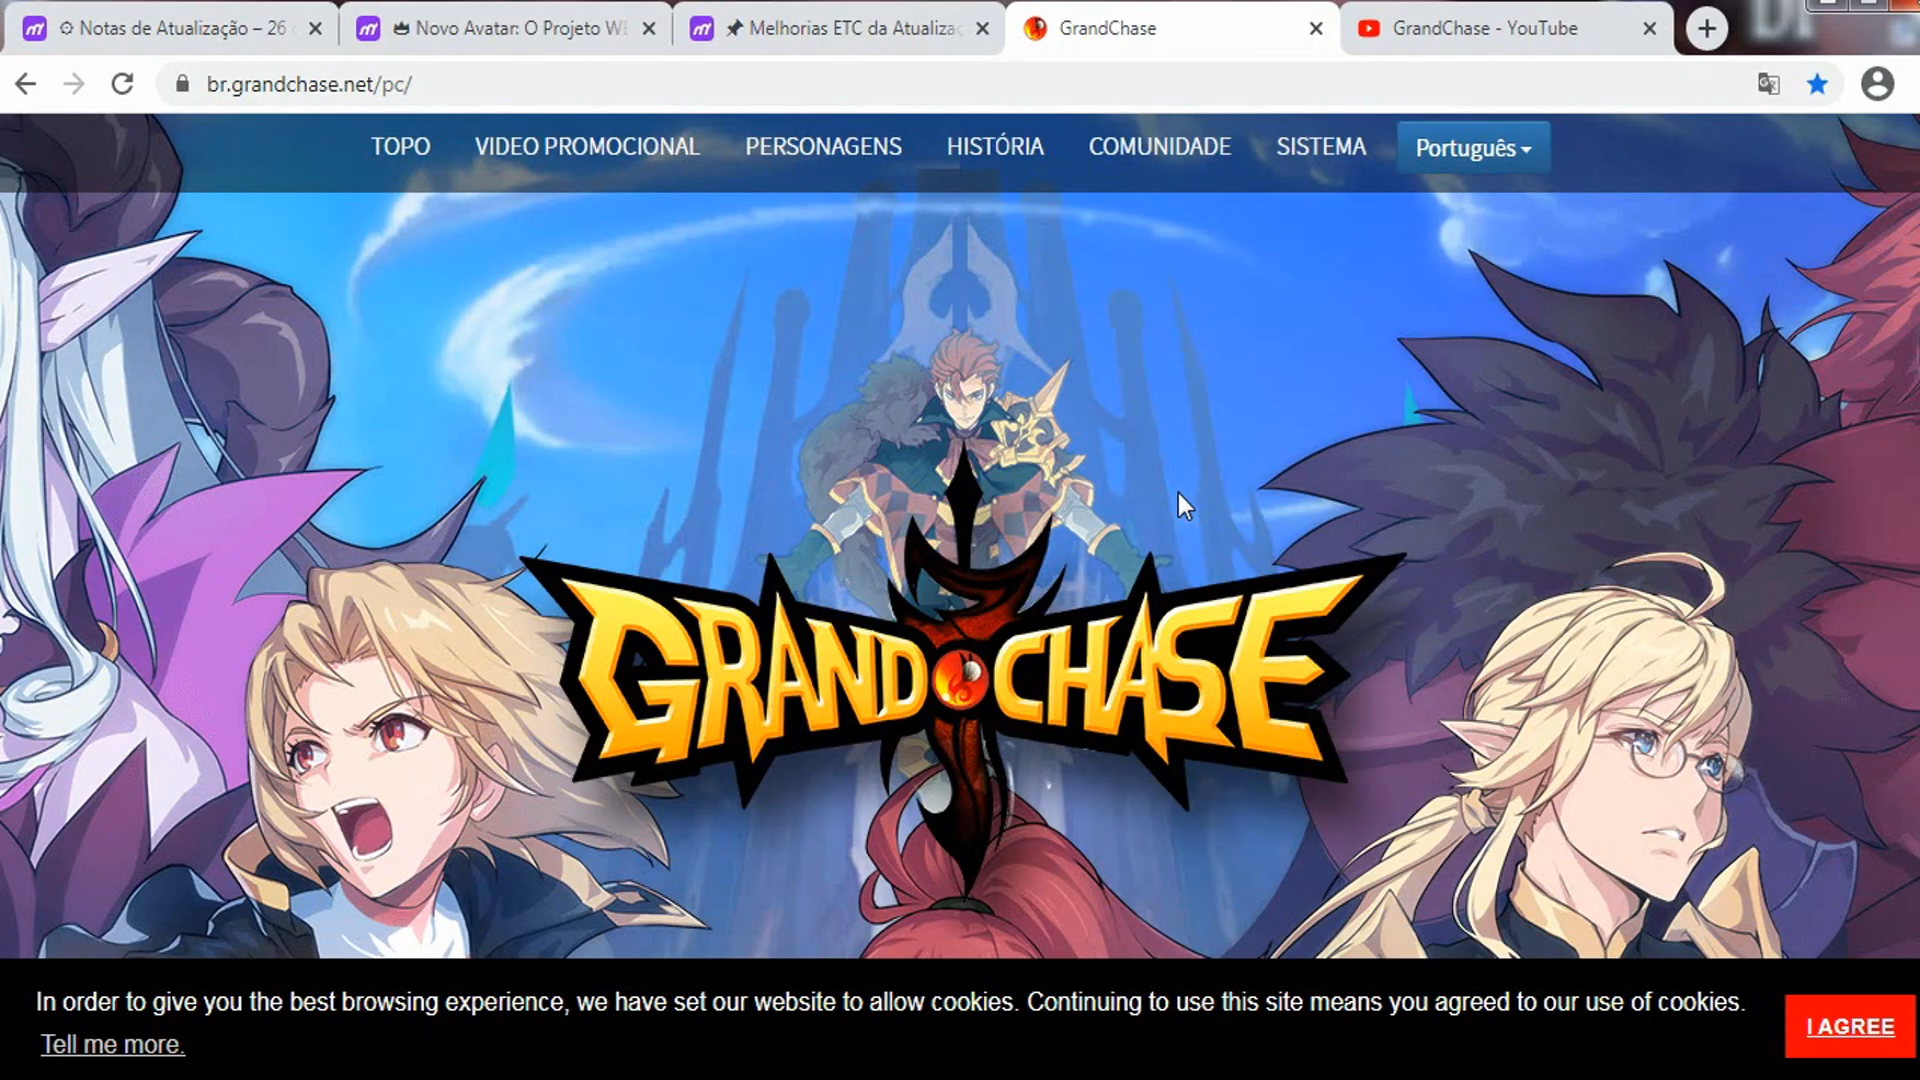 Notas de Atualização – 26
Novo Avatar: O Projeto
Melhorias ETC da Atualiza
GrandChase
GrandChase - YouTube
br.grandchase.net/pc/
TOPO
VIDEO PROMOCIONAL
PERSONAGENS
HISTÓRIA
COMUNIDADE
SISTEMA
Português
GRAND CHASE
In order to give you the best browsing experience, we have set our website to allow cookies. Continuing to use this site means you agreed to our use of cookies.
Tell me more.
I AGREE